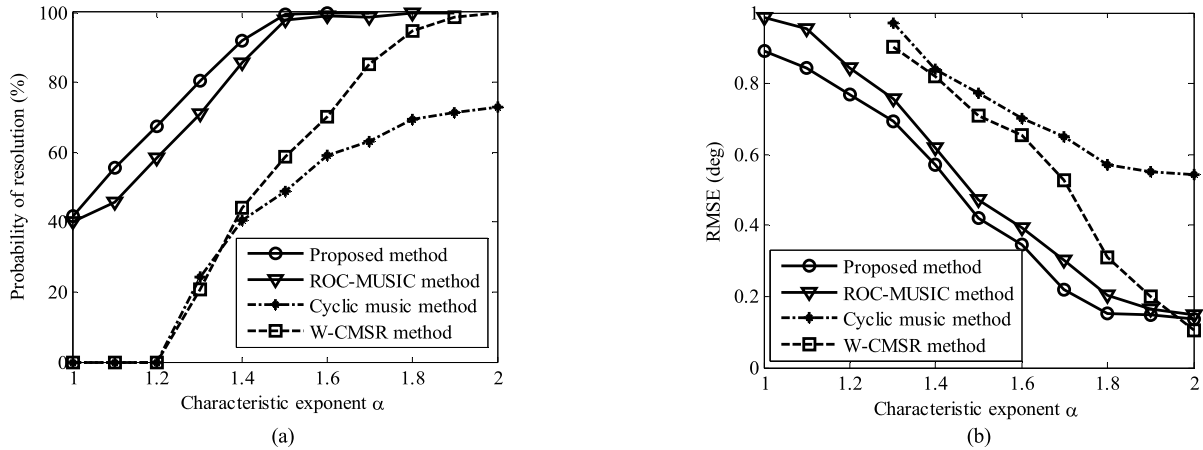 100
80
60
40
20
0
Probability of resolution (%)
1
1.2
1.4
1.6
1.8
2
Characteristic exponent α
Proposed method
ROC-MUSIC method
Cyclic music method
W-CMSR method
(a)
1
0.8
0.6
0.4
0.2
0
RMSE (deg)
1
1.2
1.4
1.6
1.8
2
Characteristic exponent α
Proposed method
ROC-MUSIC method
Cyclic music method
W-CMSR method
(b)